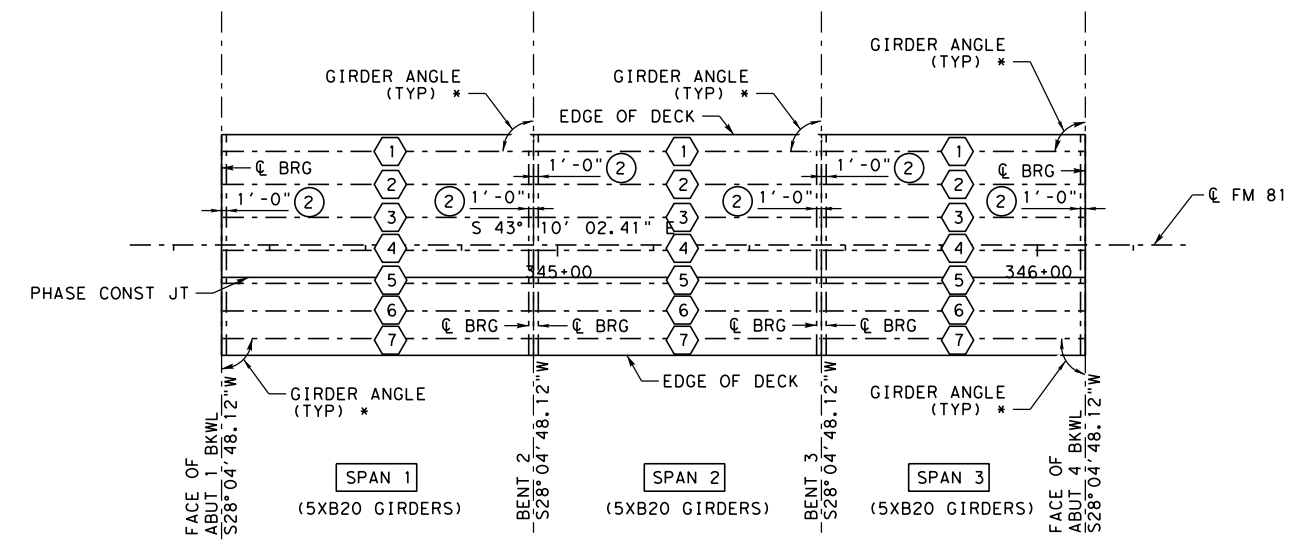 GIRDER ANGLE
(TYP) *
GIRDER ANGLE
(TYP) *
GIRDER ANGLE
(TYP) *
EDGE OF DECK
1 1 1
℄ BRG
1'-0" 2
1'-0" 2
℄ BRG
2 2 2
1'-0" 2
2 1'-0"
2 1'-0"
2 1'-0"
℄ FM 81
3 3 3
S 43° 10' 02.41" E
4 4 4
345+00
346+00
PHASE CONST JT
5 5 5
6 6 6
℄ BRG
℄ BRG
℄ BRG
℄ BRG
7 7 7
EDGE OF DECK
GIRDER ANGLE
(TYP) *
GIRDER ANGLE
(TYP) *
FACE OF
ABUT 1 BKWL
S28°04'48.12"W
BENT 2
S28°04'48.12"W
BENT 3
S28°04'48.12"W
FACE OF
ABUT 4 BKWL
S28°04'48.12"W
SPAN 1
(5XB20 GIRDERS)
SPAN 2
(5XB20 GIRDERS)
SPAN 3
(5XB20 GIRDERS)